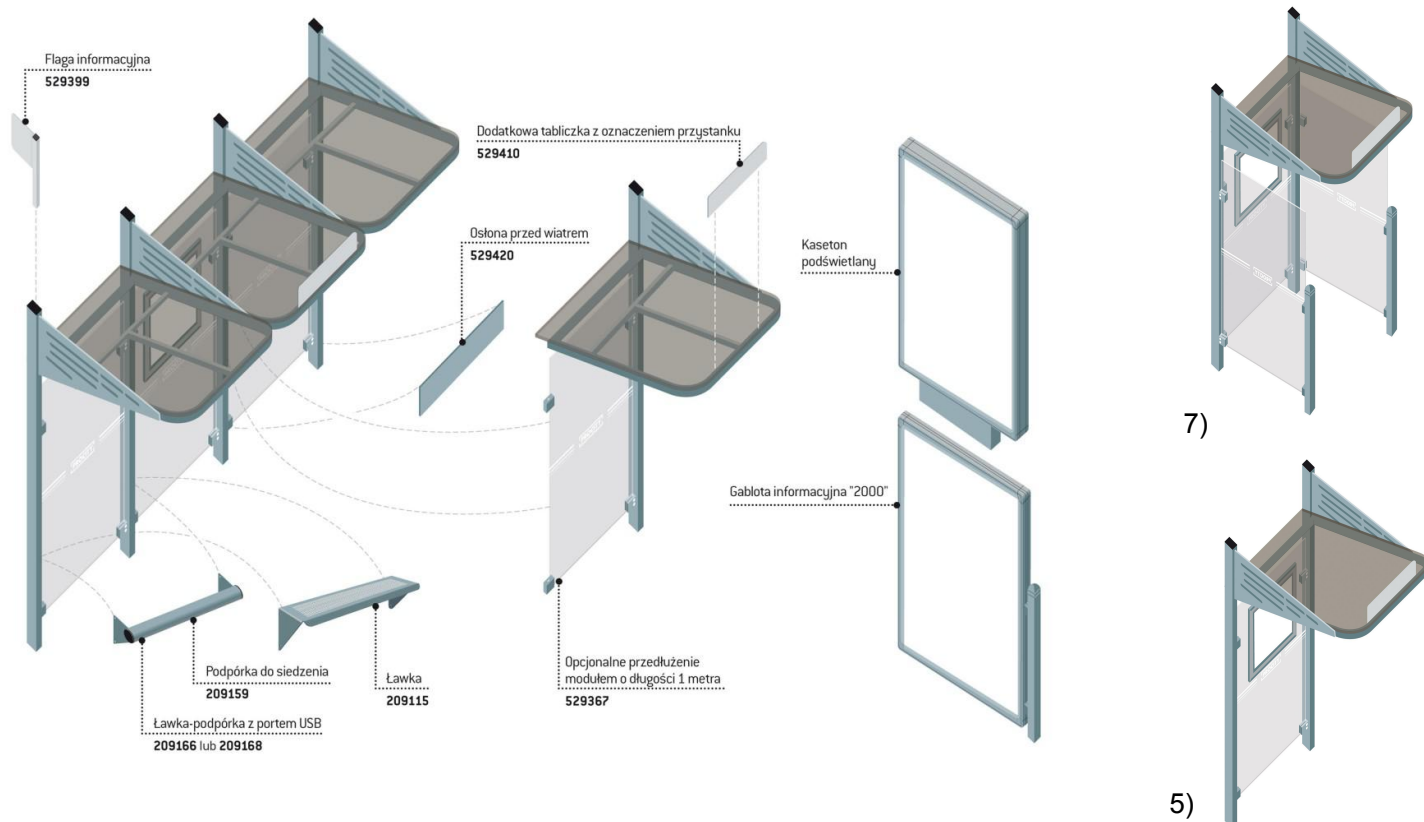 Flaga informacyjna
529399
Dodatkowa tabliczka z oznaczeniem przystanku
529410
Osłona przed wiatrem
529420
Kaseton
podświetlany
7)
Gablota informacyjna "2000"
Podpórka do siedzenia
209159
Ławka
209115
Opcjonalne przedłużenie
modułem o długości 1 metra
529367
Ławka-podpórka z portem USB
209166 lub 209168
5)